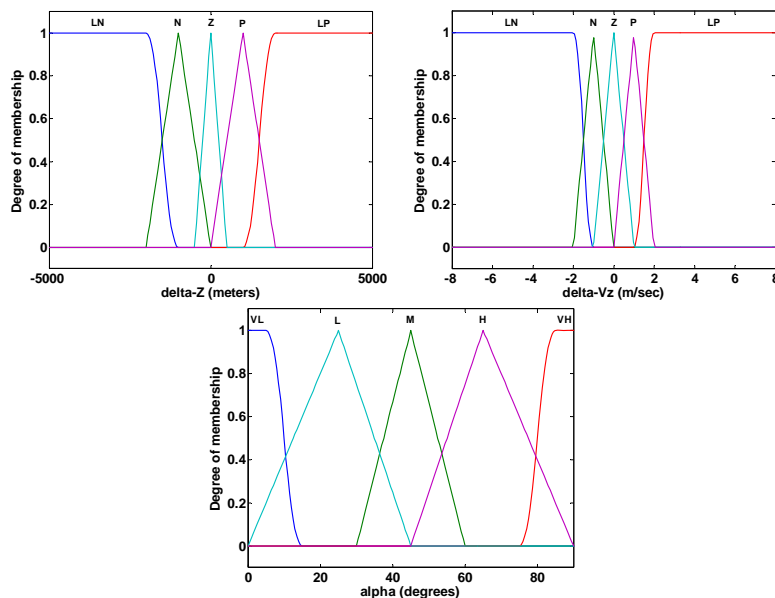 LN N Z P LP
1
0.8
0.6
0.4
0.2
0
Degree of membership
-5000 0 5000
delta-Z (meters)
LN N Z P LP
1
0.8
0.6
0.4
0.2
0
Degree of membership
-8 -6 -4 -2 0 2 4 6 8
delta-Vz (m/sec)
VL L M H VH
1
0.8
0.6
0.4
0.2
0
Degree of membership
0 20 40 60 80
alpha (degrees)